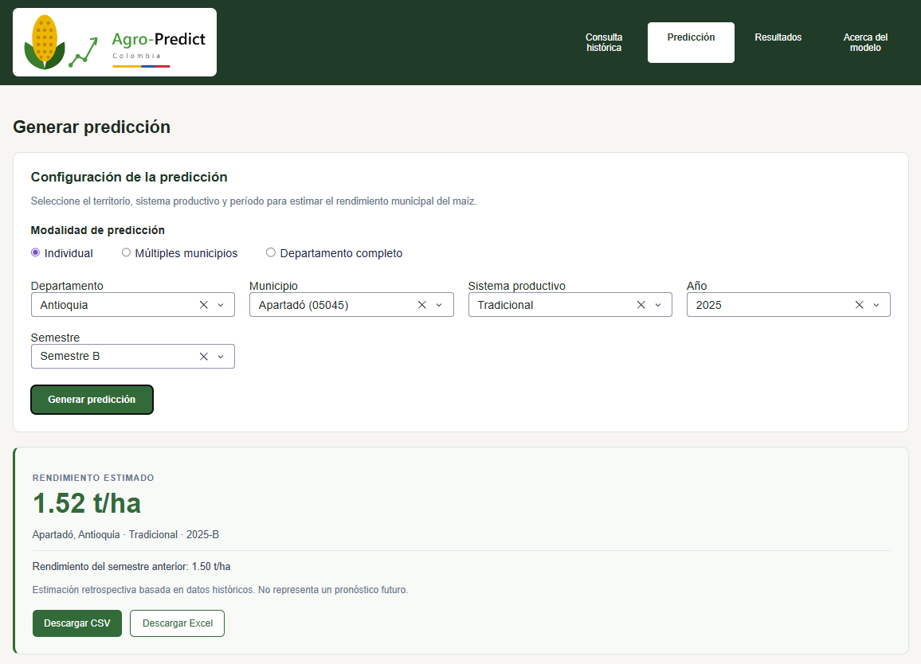 Agro-Predict
Colombia
Consulta
histórica
Predicción
Resultados
Acerca del
modelo
Generar predicción
Configuración de la predicción
Seleccione el territorio, sistema productivo y período para estimar el rendimiento municipal del maíz.
Modalidad de predicción
Individual Múltiples municipios Departamento completo
Departamento Municipio Sistema productivo Año
Antioquia Apartadó (05045) Tradicional 2025
Semestre
Semestre B
Generar predicción
RENDIMIENTO ESTIMADO
1.52 t/ha
Apartadó, Antioquia · Tradicional · 2025-B
Rendimiento del semestre anterior: 1.50 t/ha
Estimación retrospectiva basada en datos históricos. No representa un pronóstico futuro.
Descargar CSV Descargar Excel